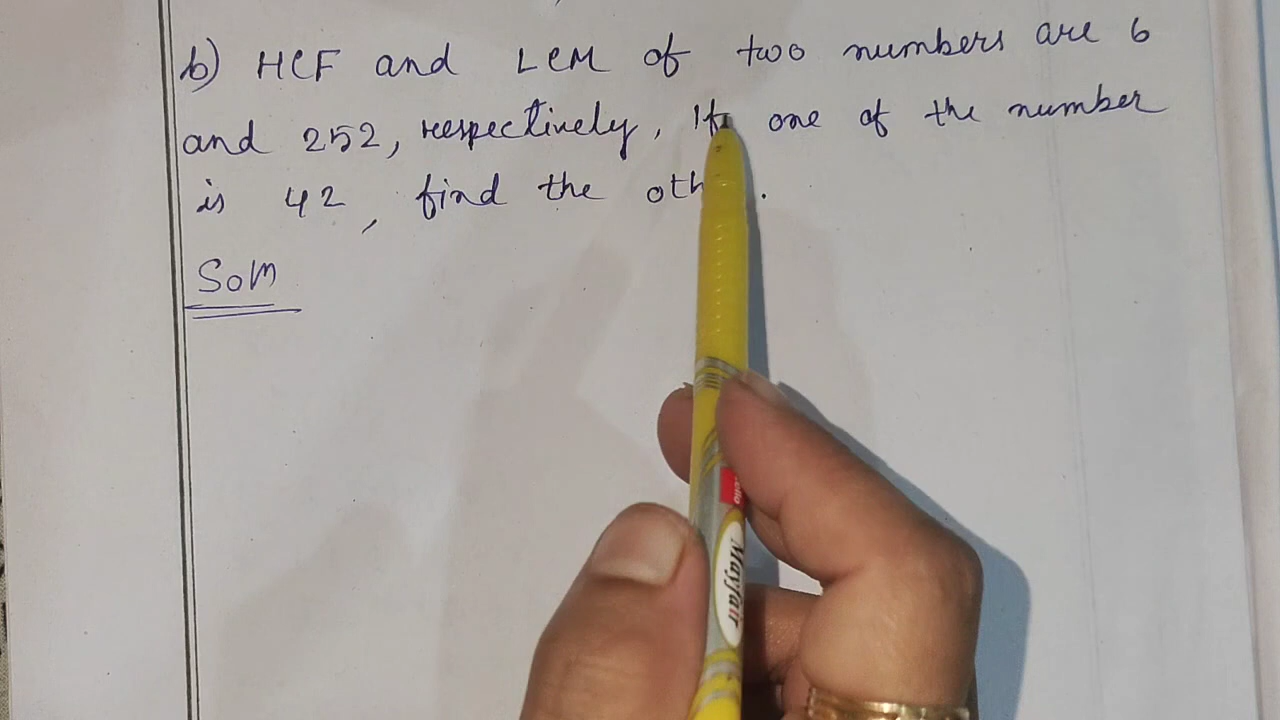 b) HCF and LCM of two numbers are 6
and 252, respectively, If one of the number
is 42, find the oth .
Soln
Mayfair